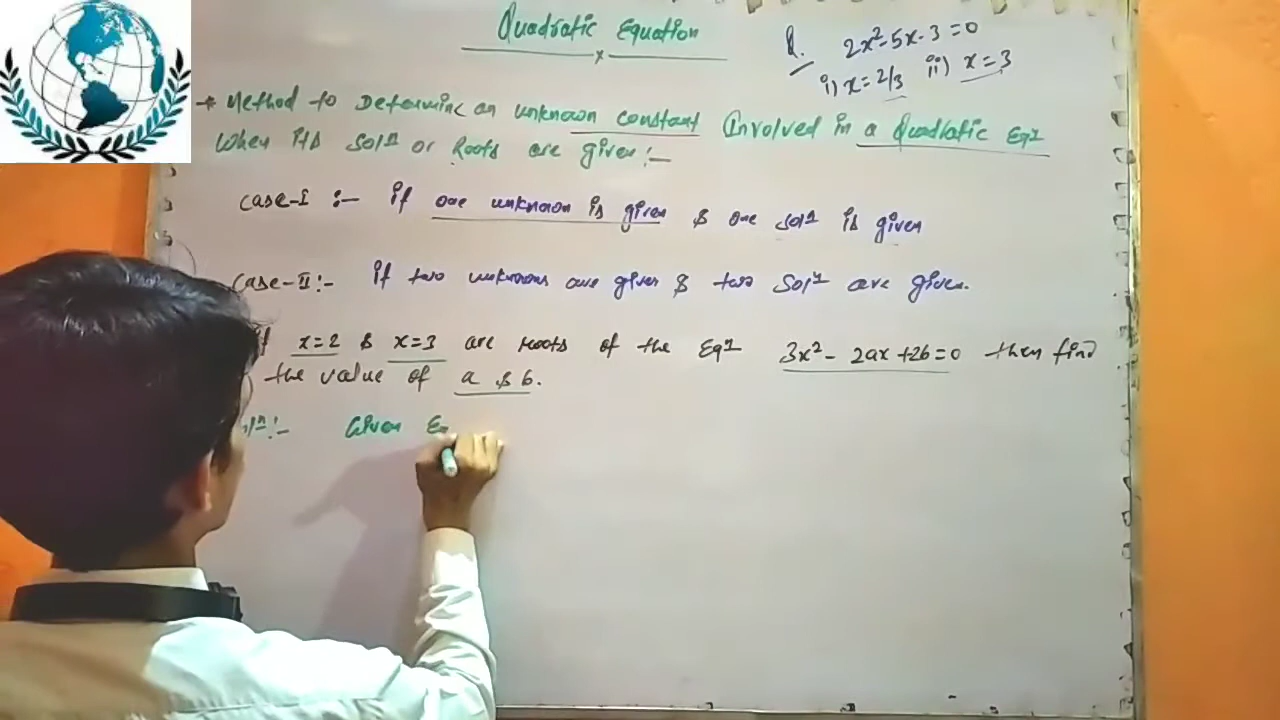 Quadratic Equation
Q. 2x²-5x-3=0
i) x=2/3 ii) x=3
* Method to Determine an unknown constant Involved in a Quadratic Eqn
When its Soln or Roots are given:-
Case-I :- if one unknown is given & one soln is given
Case-II:- if two unknowns are given & two Soln are given.
x=2 & x=3 are roots of the Eqn 3x²- 2ax+2b=0 then find
the value of a & b.
Given Eq